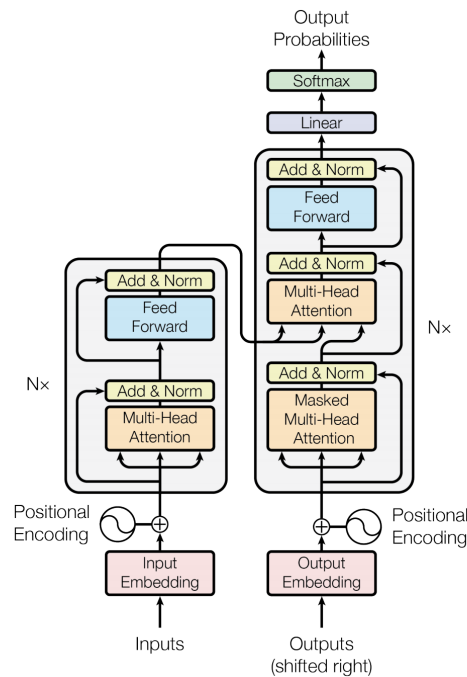 Output
Probabilities
Softmax
Linear
Add & Norm
Feed
Forward
Add & Norm
Multi-Head
Attention
Nx
Add & Norm
Masked
Multi-Head
Attention
Add & Norm
Feed
Forward
N×
Add & Norm
Multi-Head
Attention
Positional
Encoding
Positional
Encoding
Input
Embedding
Output
Embedding
Inputs
Outputs
(shifted right)